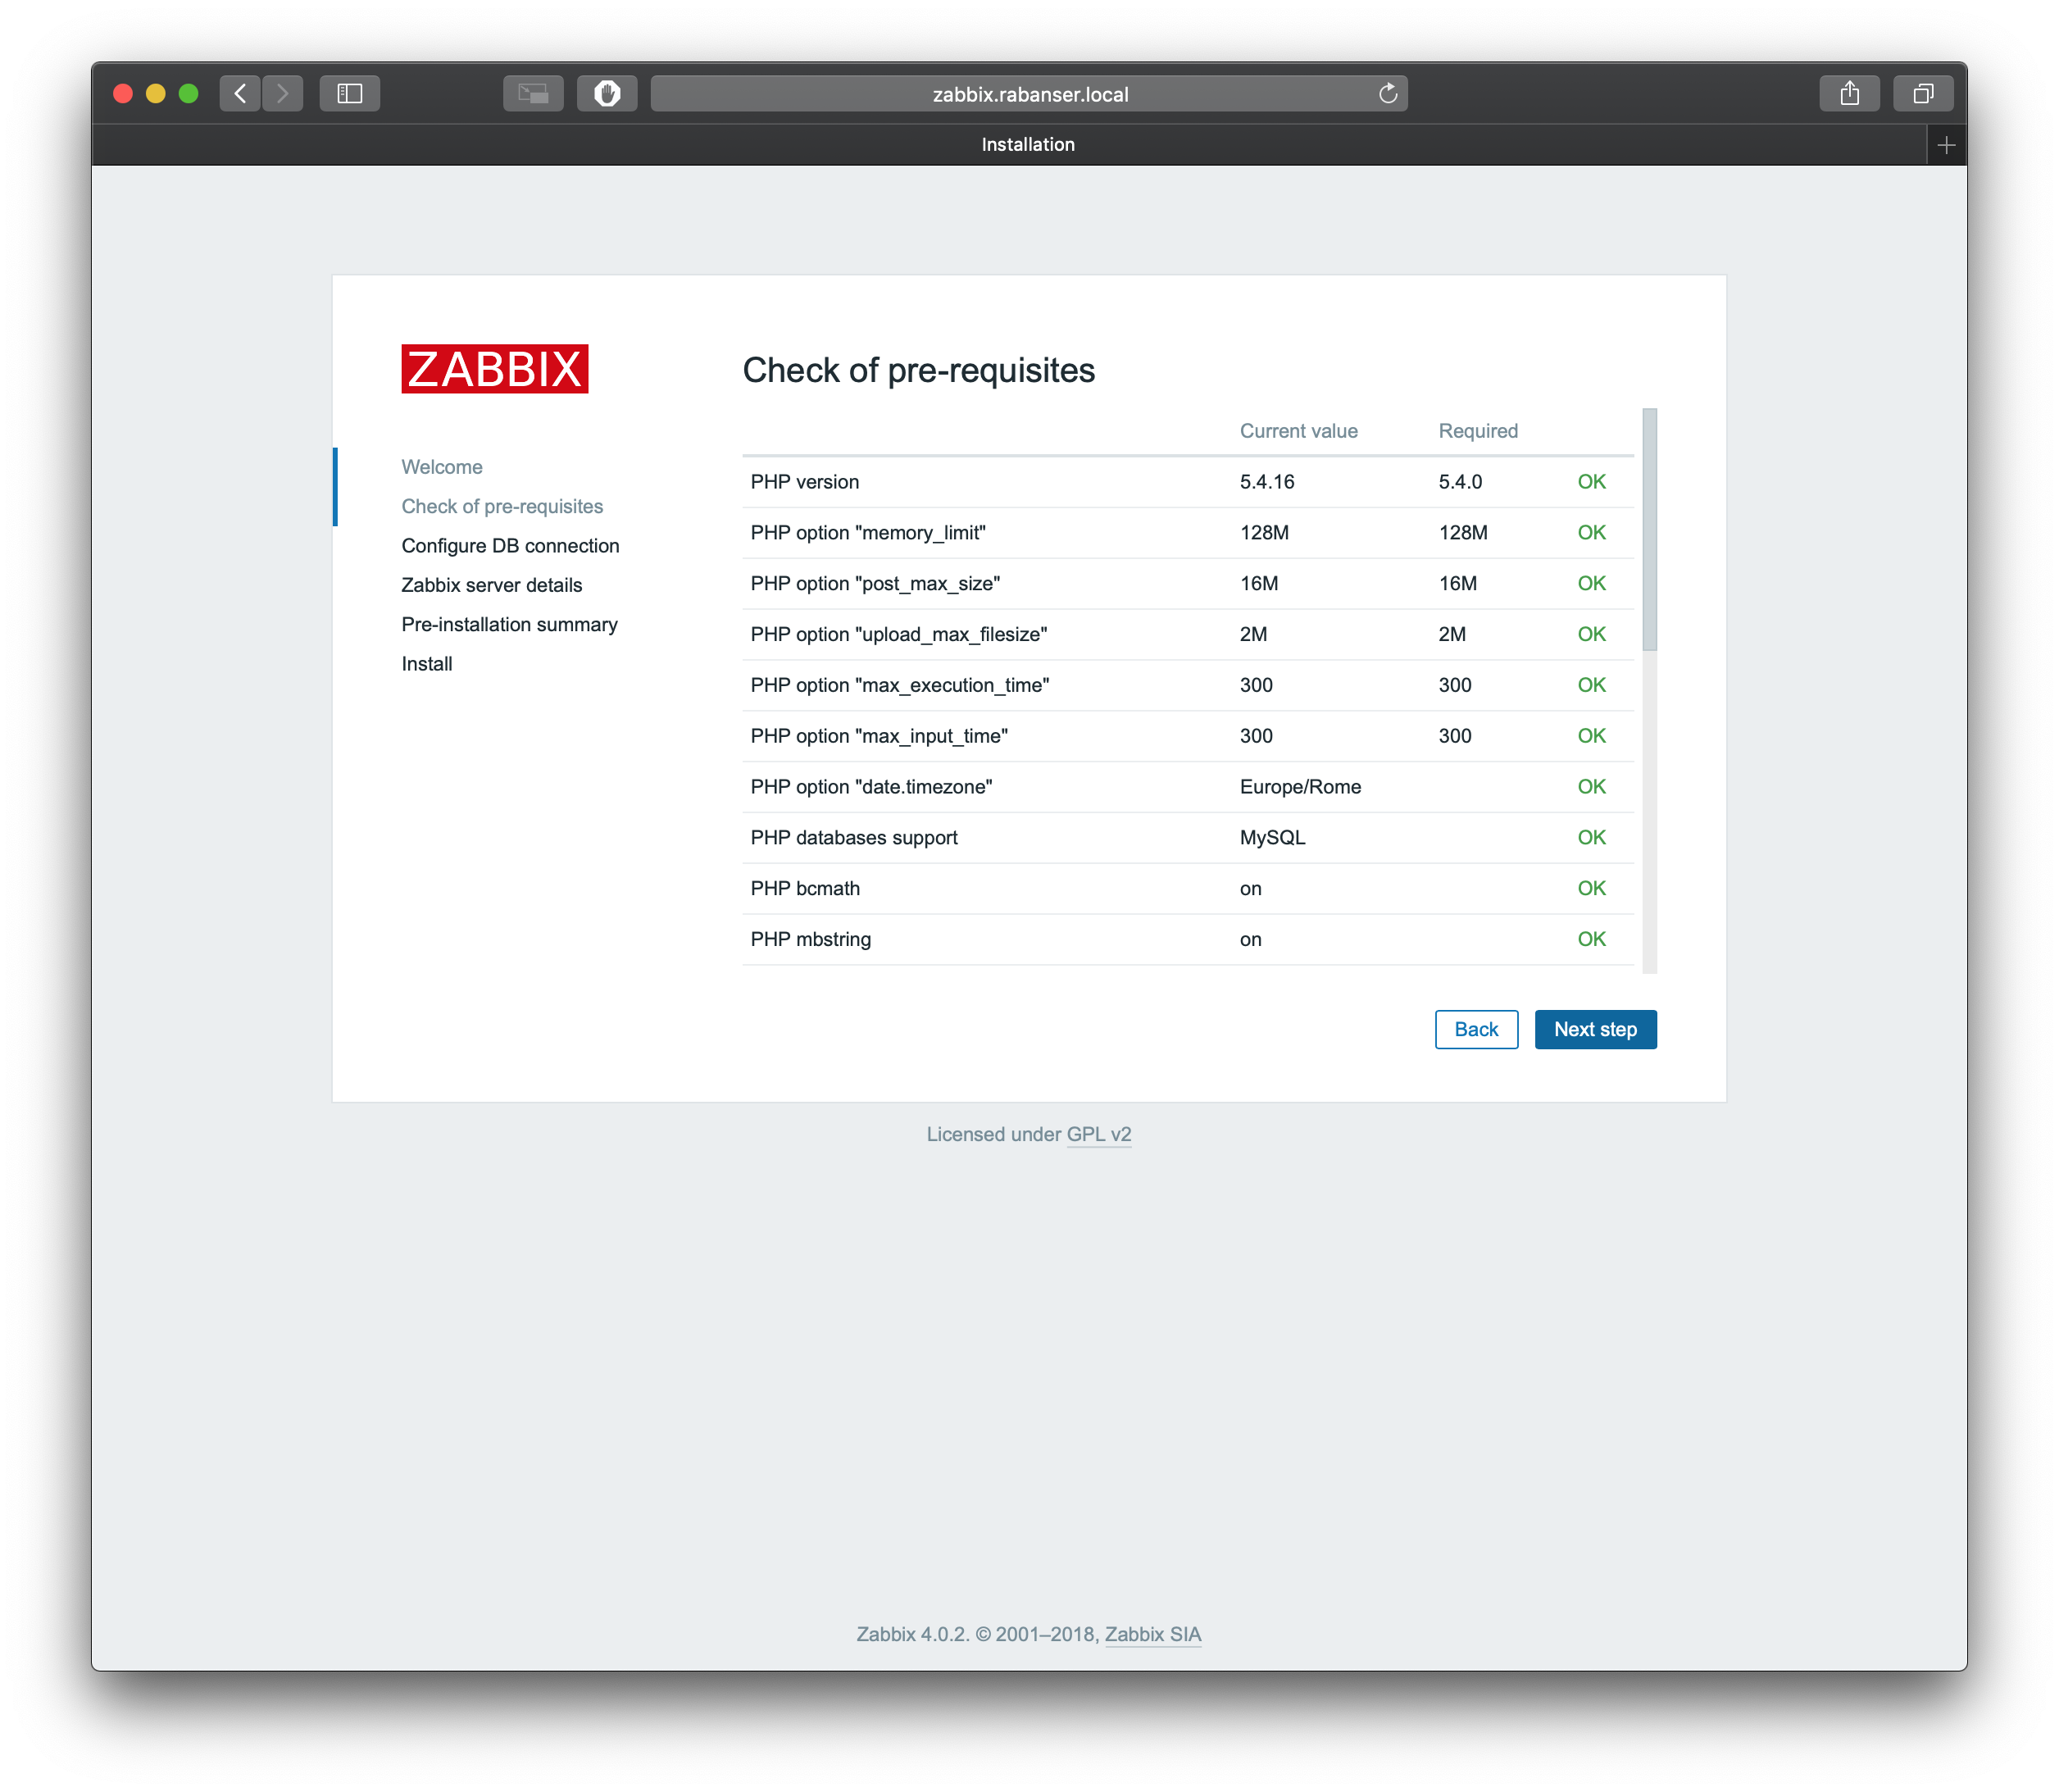 zabbix.rabanser.local
Installation
ZABBIX
Welcome
Check of pre-requisites
Configure DB connection
Zabbix server details
Pre-installation summary
Install
Check of pre-requisites
Current value Required
PHP version 5.4.16 5.4.0 OK
PHP option "memory_limit" 128M 128M OK
PHP option "post_max_size" 16M 16M OK
PHP option "upload_max_filesize" 2M 2M OK
PHP option "max_execution_time" 300 300 OK
PHP option "max_input_time" 300 300 OK
PHP option "date.timezone" Europe/Rome OK
PHP databases support MySQL OK
PHP bcmath on OK
PHP mbstring on OK
Back Next step
Licensed under GPL v2
Zabbix 4.0.2. © 2001–2018, Zabbix SIA